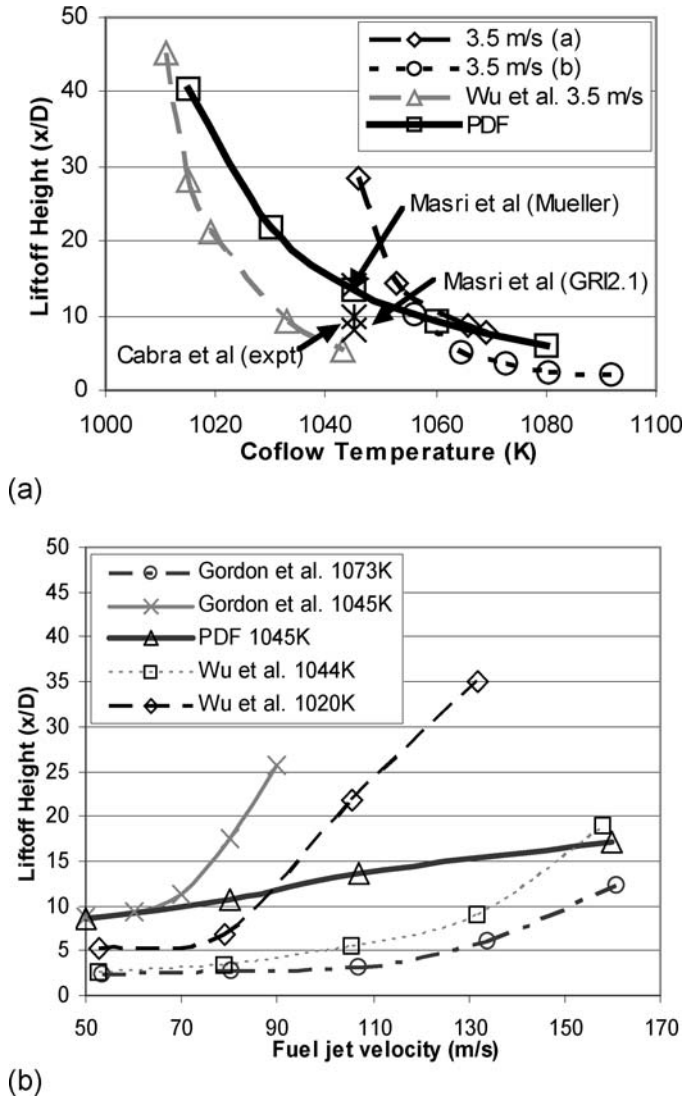 50
40
30
20
10
0
Liftoff Height (x/D)
3.5 m/s (a)
3.5 m/s (b)
Wu et al. 3.5 m/s
PDF
Masri et al (Mueller)
Masri et al (GRI2.1)
Cabra et al (expt)
1000 1020 1040 1060 1080 1100
Coflow Temperature (K)
(a)
50
45
40
35
30
25
20
15
10
5
0
Liftoff Height (x/D)
Gordon et al. 1073K
Gordon et al. 1045K
PDF 1045K
Wu et al. 1044K
Wu et al. 1020K
50 70 90 110 130 150 170
Fuel jet velocity (m/s)
(b)